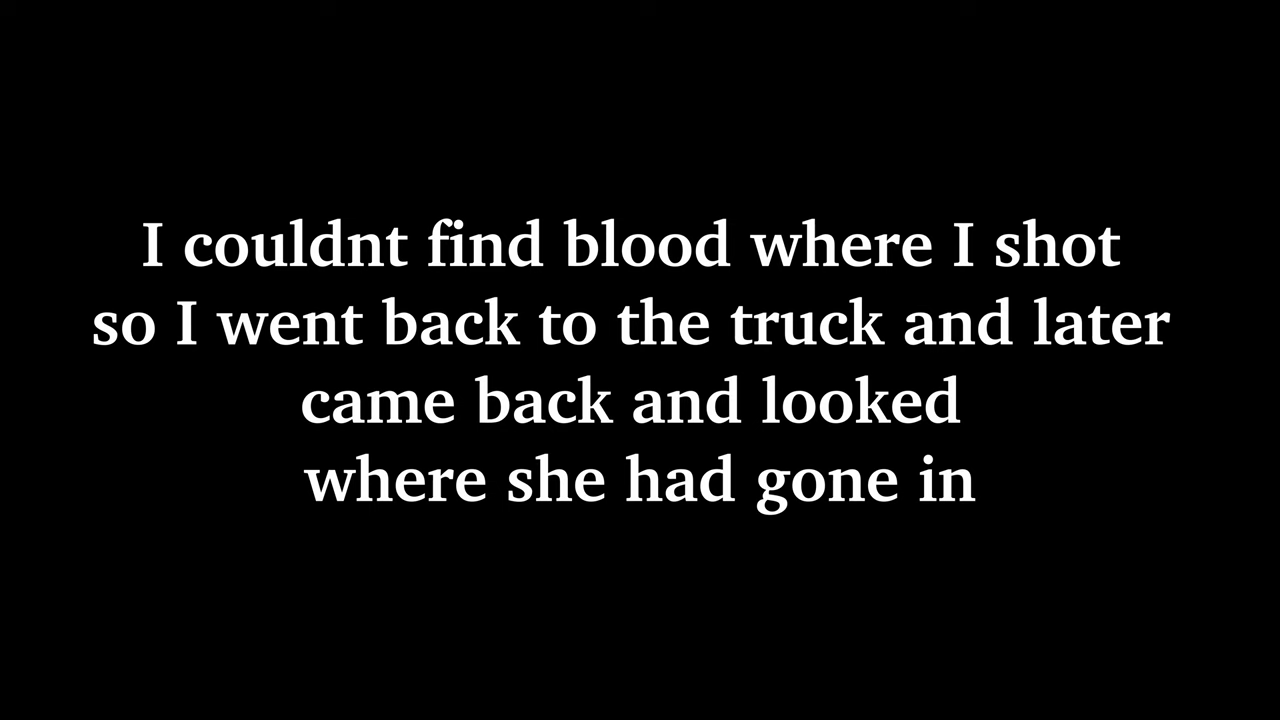 I couldnt find blood where I shot
so I went back to the truck and later
came back and looked
where she had gone in